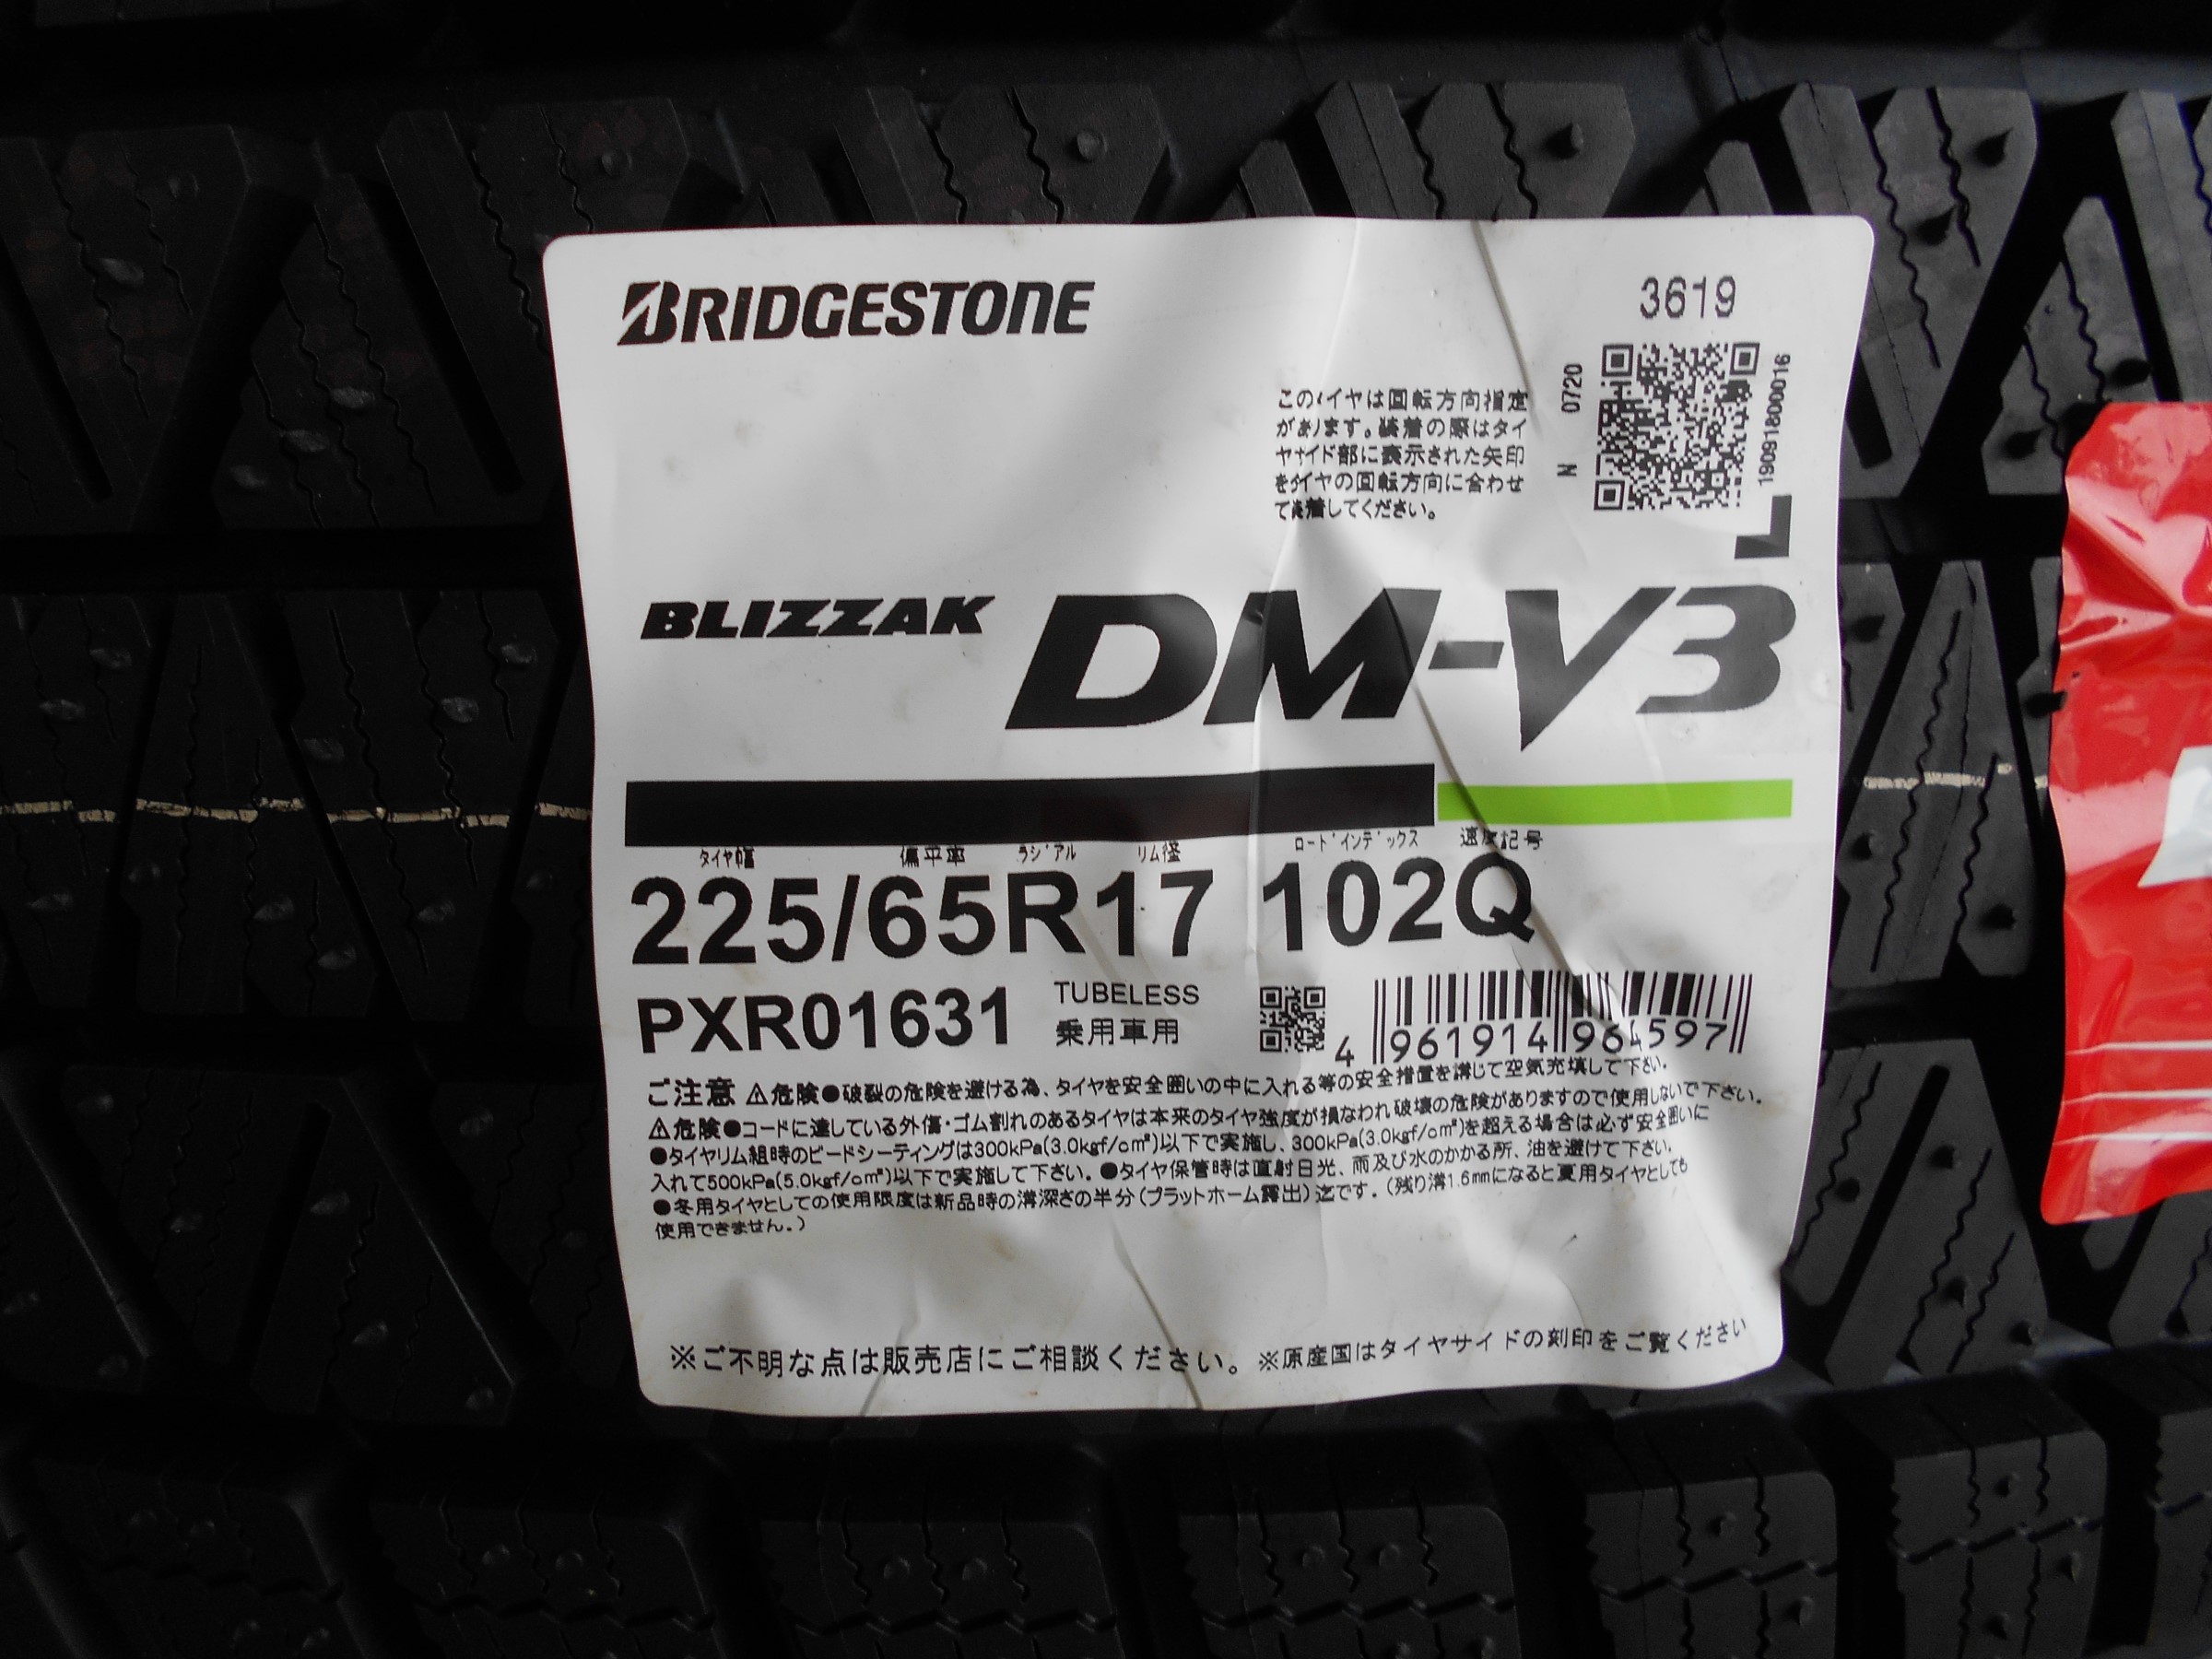 BRIDGESTONE
3619
N 0720
190918000016
このタイヤは回転方向指定
があります。装着の際はタイ
ヤサイド部に表示された矢印
をタイヤの回転方向に合わせ
て装着してください。
BLIZZAK DM-V3
タイヤ幅 偏平率 ラジアル リム径 ロードインデックス 速度記号
225/65R17 102Q
PXR01631 TUBELESS
乗用車用
4 961914 964597
ご注意 ⚠危険●破裂の危険を避ける為、タイヤを安全囲いの中に入れる等の安全措置を講じて空気充填して下さい。
⚠危険●コードに達している外傷・ゴム割れのあるタイヤは本来のタイヤ強度が損なわれ破壊の危険がありますので使用しないで下さい。
●タイヤリム組時のビードシーティングは300kPa(3.0kgf/c㎡)以下で実施し、300kPa(3.0kgf/c㎡)を超える場合は必ず安全囲いに
入れて500kPa(5.0kgf/c㎡)以下で実施して下さい。●タイヤ保管時は直射日光、雨及び水のかかる所、油を避けて下さい。
●冬用タイヤとしての使用限度は新品時の溝深さの半分(プラットホーム露出)迄です。(残り溝1.6㎜になると夏用タイヤとしても
使用できません。)
※ご不明な点は販売店にご相談ください。※原産国はタイヤサイドの刻印をご覧ください